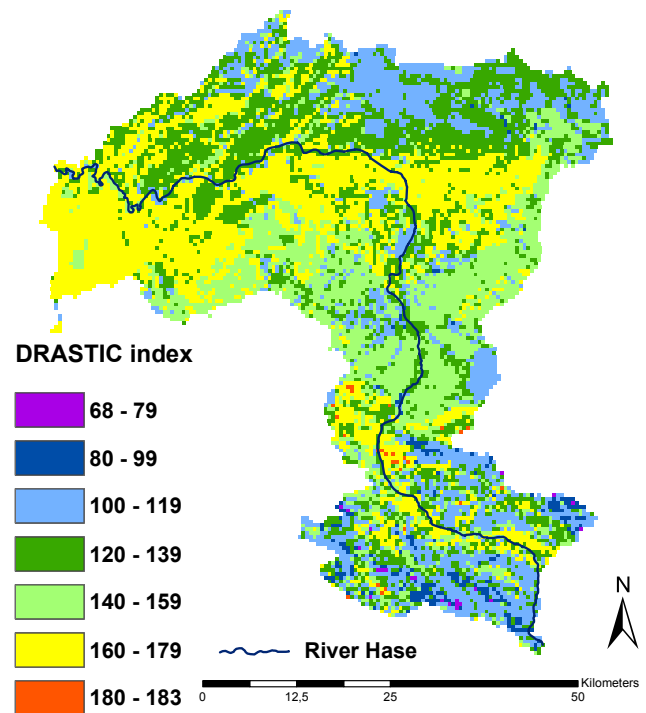 DRASTIC index
68 - 79
80 - 99
100 - 119
120 - 139
140 - 159
160 - 179
180 - 183
River Hase
N
Kilometers
0 12,5 25 50